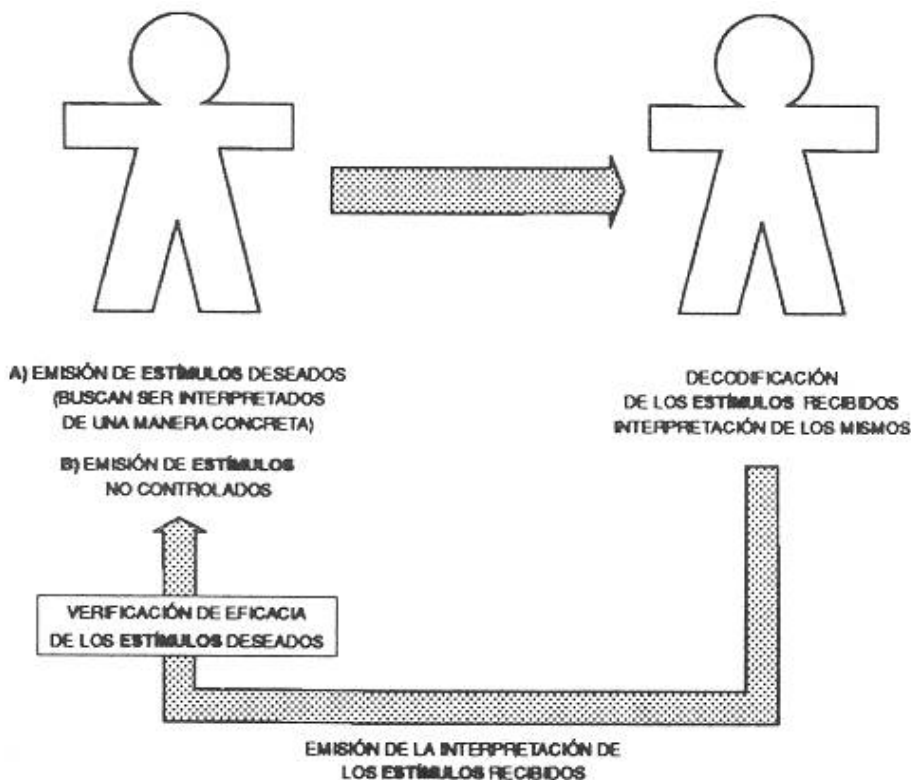 A) EMISIÓN DE ESTÍMULOS DESEADOS
(BUSCAN SER INTERPRETADOS
DE UNA MANERA CONCRETA)
B) EMISIÓN DE ESTÍMULOS
NO CONTROLADOS
DECODIFICACIÓN
DE LOS ESTÍMULOS RECIBIDOS
INTERPRETACIÓN DE LOS MISMOS
VERIFICACIÓN DE EFICACIA
DE LOS ESTÍMULOS DESEADOS
EMISIÓN DE LA INTERPRETACIÓN DE
LOS ESTÍMULOS RECIBIDOS